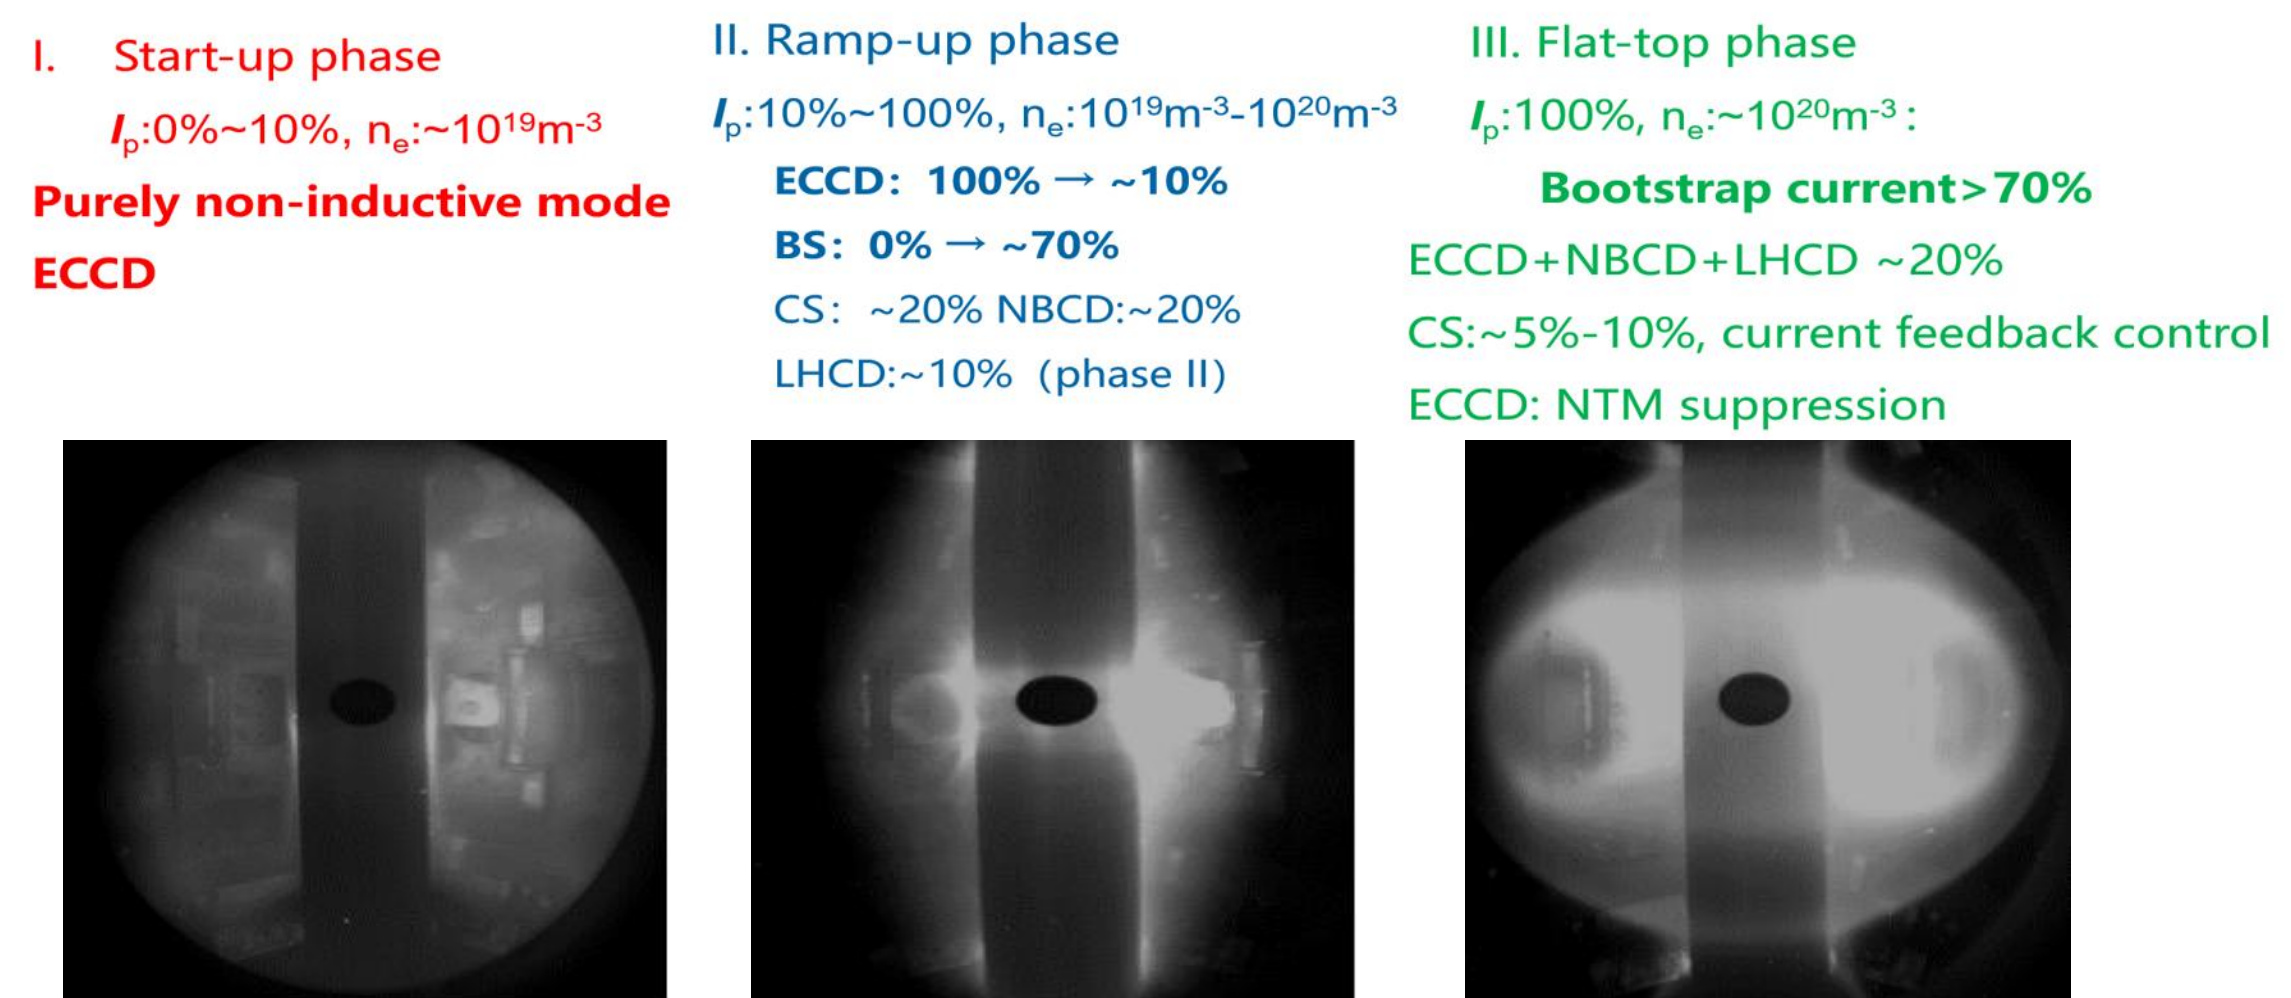 I. Start-up phase
Ip:0%~10%, ne:~10¹⁹m⁻³
Purely non-inductive mode
ECCD
II. Ramp-up phase
Ip:10%~100%, ne:10¹⁹m⁻³-10²⁰m⁻³
ECCD: 100% → ~10%
BS: 0% → ~70%
CS: ~20% NBCD:~20%
LHCD:~10% (phase II)
III. Flat-top phase
Ip:100%, ne:~10²⁰m⁻³ :
Bootstrap current>70%
ECCD+NBCD+LHCD ~20%
CS:~5%-10%, current feedback control
ECCD: NTM suppression